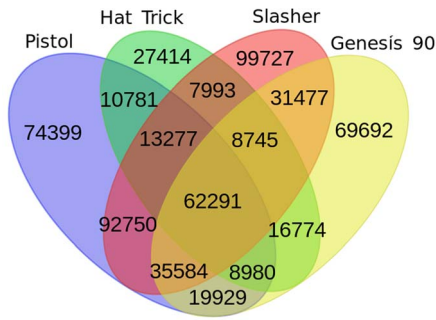 Hat Trick Slasher
Pistol Genesís 90
27414 99727
7993
10781 31477
74399 13277 8745 69692
62291
92750 16774
35584 8980
19929